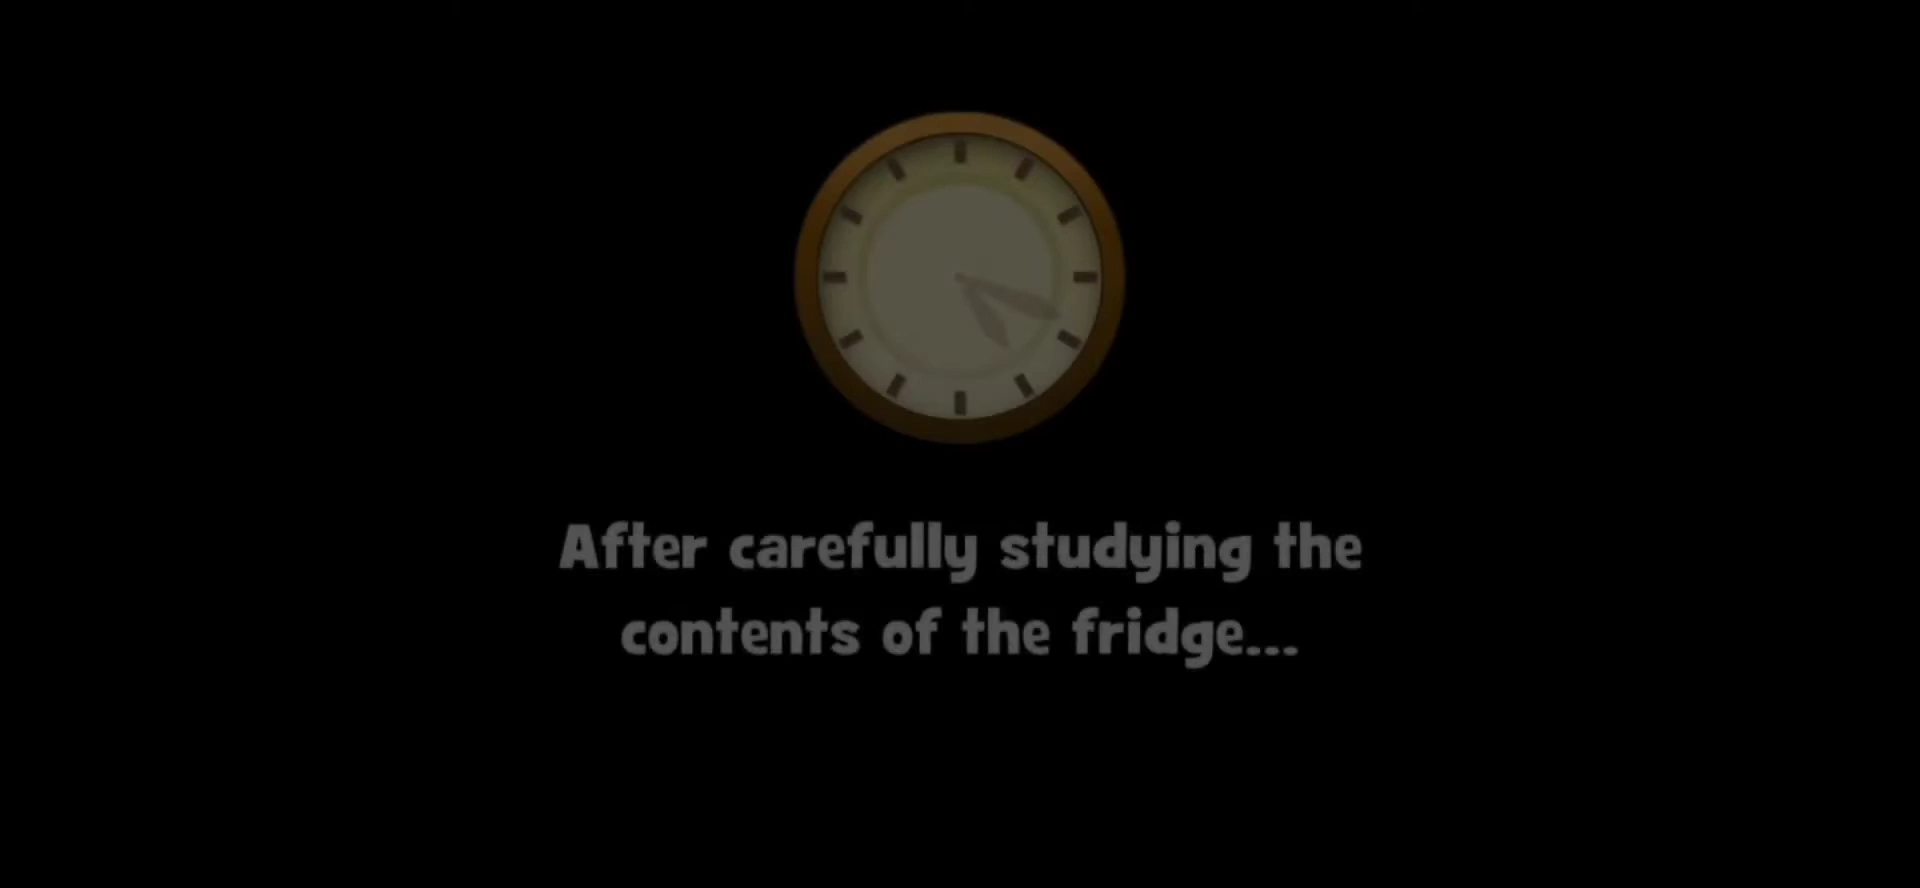 After carefully studying the
contents of the fridge...